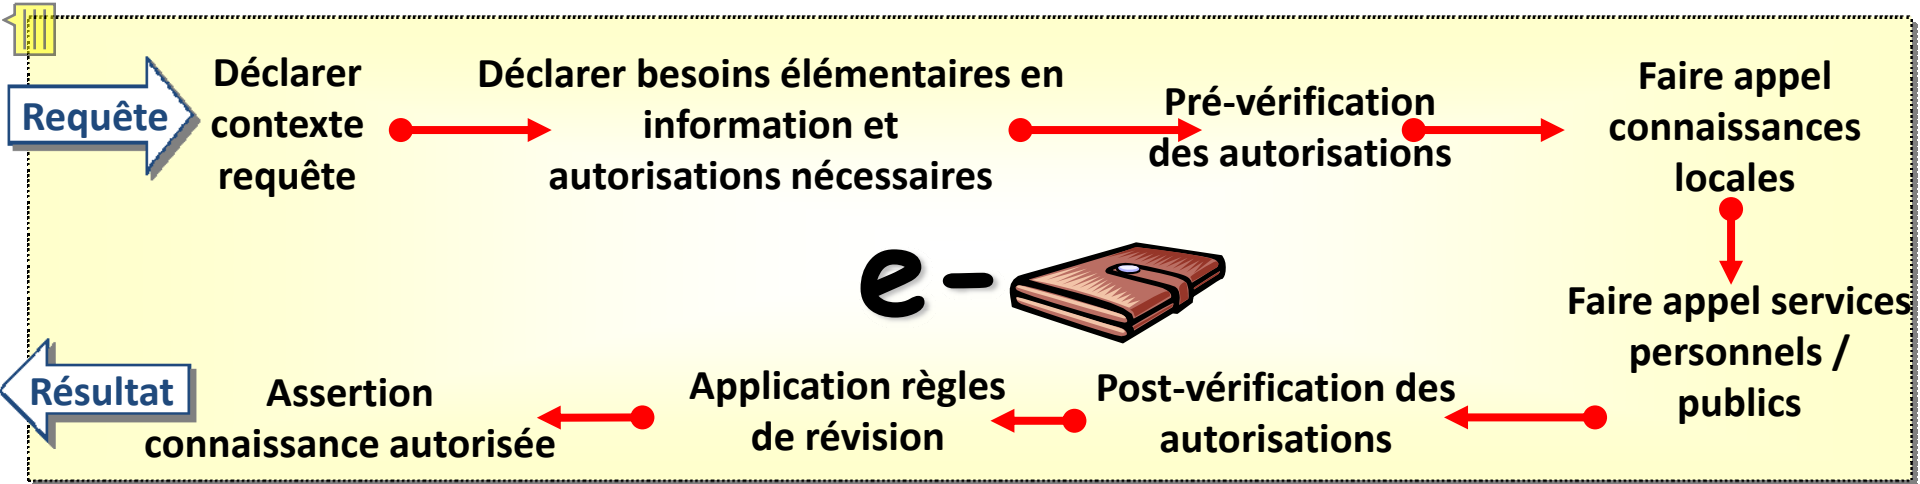 Requête
Déclarer
contexte
requête
Déclarer besoins élémentaires en
information et
autorisations nécessaires
Pré-vérification
des autorisations
Faire appel
connaissances
locales
e-
Faire appel services
personnels /
publics
Post-vérification des
autorisations
Application règles
de révision
Assertion
connaissance autorisée
Résultat